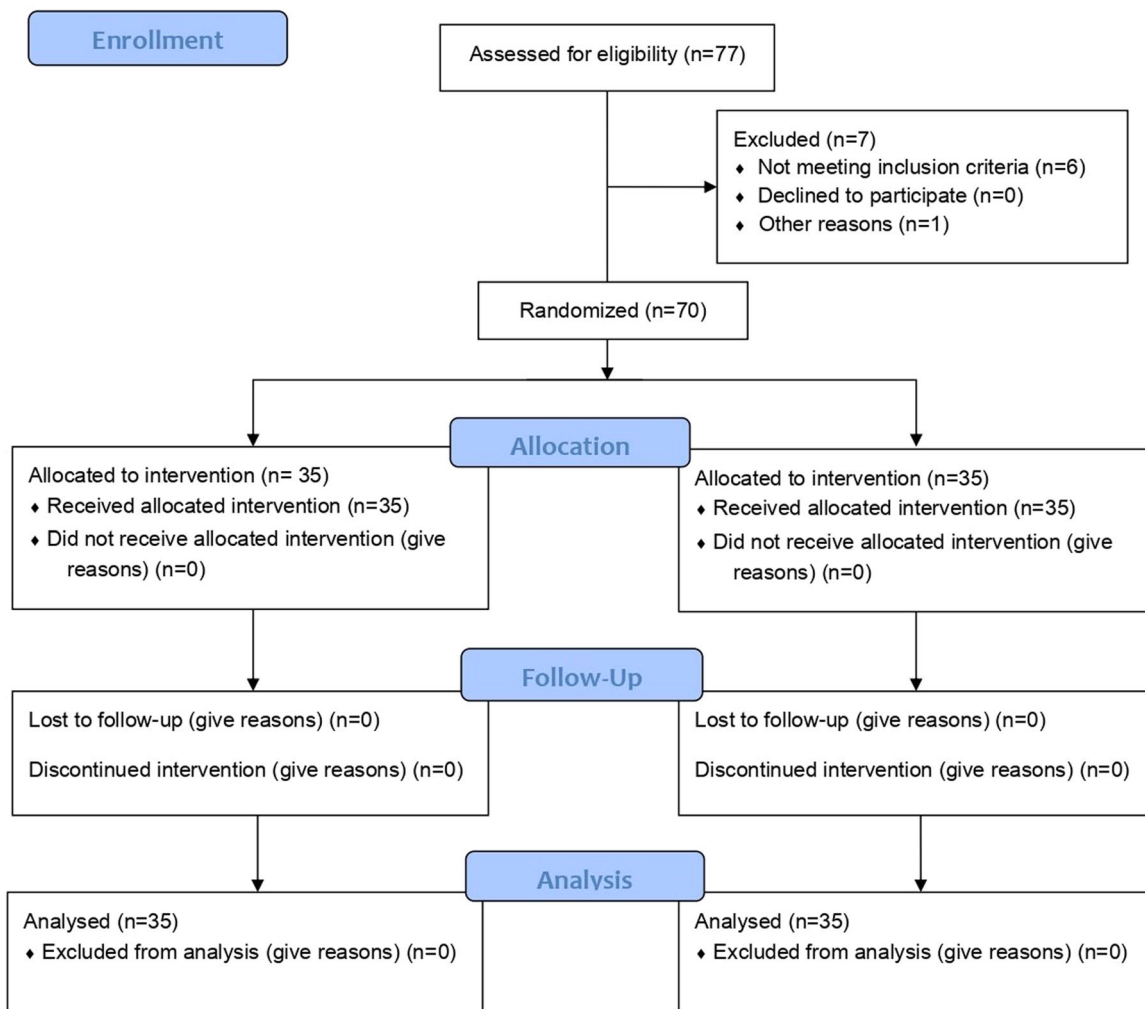 Enrollment
Assessed for eligibility (n=77)
Excluded (n=7)
♦ Not meeting inclusion criteria (n=6)
♦ Declined to participate (n=0)
♦ Other reasons (n=1)
Randomized (n=70)
Allocation
Allocated to intervention (n= 35)
♦ Received allocated intervention (n=35)
♦ Did not receive allocated intervention (give
reasons) (n=0)
Allocated to intervention (n=35)
♦ Received allocated intervention (n=35)
♦ Did not receive allocated intervention (give
reasons) (n=0)
Follow-Up
Lost to follow-up (give reasons) (n=0)
Discontinued intervention (give reasons) (n=0)
Lost to follow-up (give reasons) (n=0)
Discontinued intervention (give reasons) (n=0)
Analysis
Analysed (n=35)
♦ Excluded from analysis (give reasons) (n=0)
Analysed (n=35)
♦ Excluded from analysis (give reasons) (n=0)